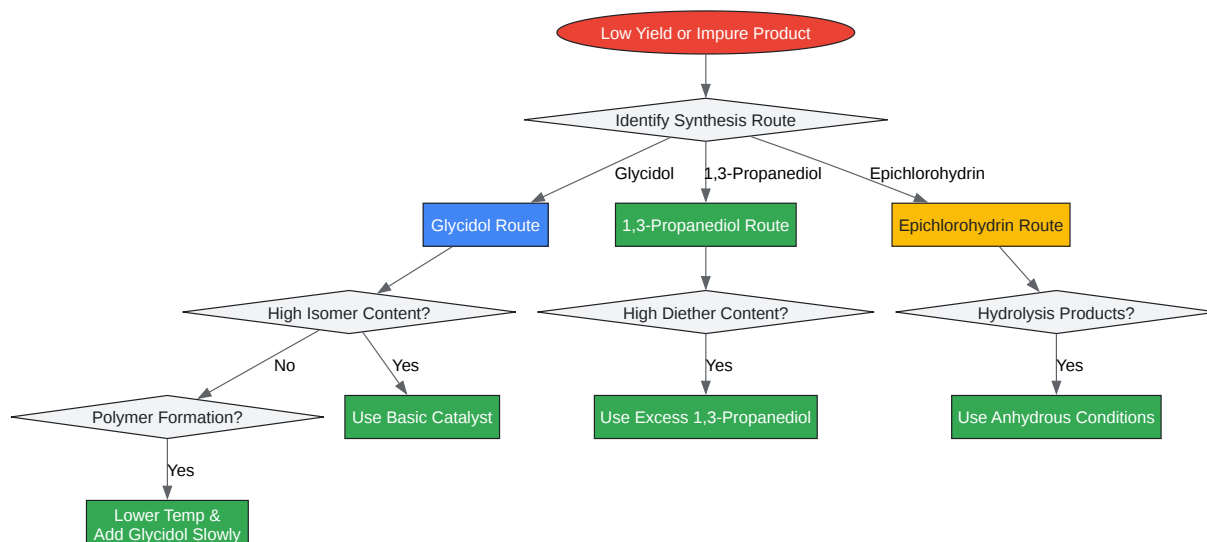 Low Yield or Impure Product
Identify Synthesis Route
Glycidol
1,3-Propanediol
Epichlorohydrin
Glycidol Route
1,3-Propanediol Route
Epichlorohydrin Route
High Isomer Content?
High Diether Content?
Hydrolysis Products?
No
Yes
Yes
Yes
Polymer Formation?
Use Basic Catalyst
Use Excess 1,3-Propanediol
Use Anhydrous Conditions
Yes
Lower Temp &
Add Glycidol Slowly